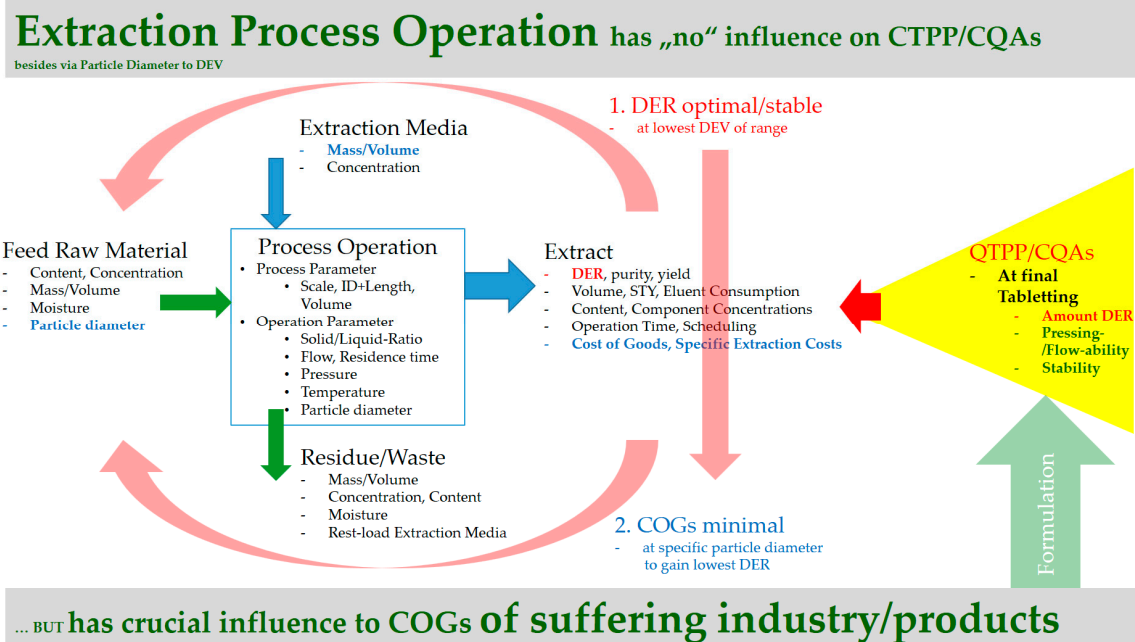 Extraction Process Operation has „no“ influence on CTPP/CQAs
besides via Particle Diameter to DEV
1. DER optimal/stable
- at lowest DEV of range
Extraction Media
- Mass/Volume
- Concentration
Feed Raw Material
- Content, Concentration
- Mass/Volume
- Moisture
- Particle diameter
Process Operation
• Process Parameter
• Scale, ID+Length,
Volume
• Operation Parameter
• Solid/Liquid-Ratio
• Flow, Residence time
• Pressure
• Temperature
• Particle diameter
Extract
- DER, purity, yield
- Volume, STY, Eluent Consumption
- Content, Component Concentrations
- Operation Time, Scheduling
- Cost of Goods, Specific Extraction Costs
QTPP/CQAs
- At final
Tabletting
- Amount DER
- Pressing-
/Flow-ability
- Stability
Residue/Waste
- Mass/Volume
- Concentration, Content
- Moisture
- Rest-load Extraction Media
2. COGs minimal
- at specific particle diameter
to gain lowest DER
Formulation
... BUT has crucial influence to COGs of suffering industry/products